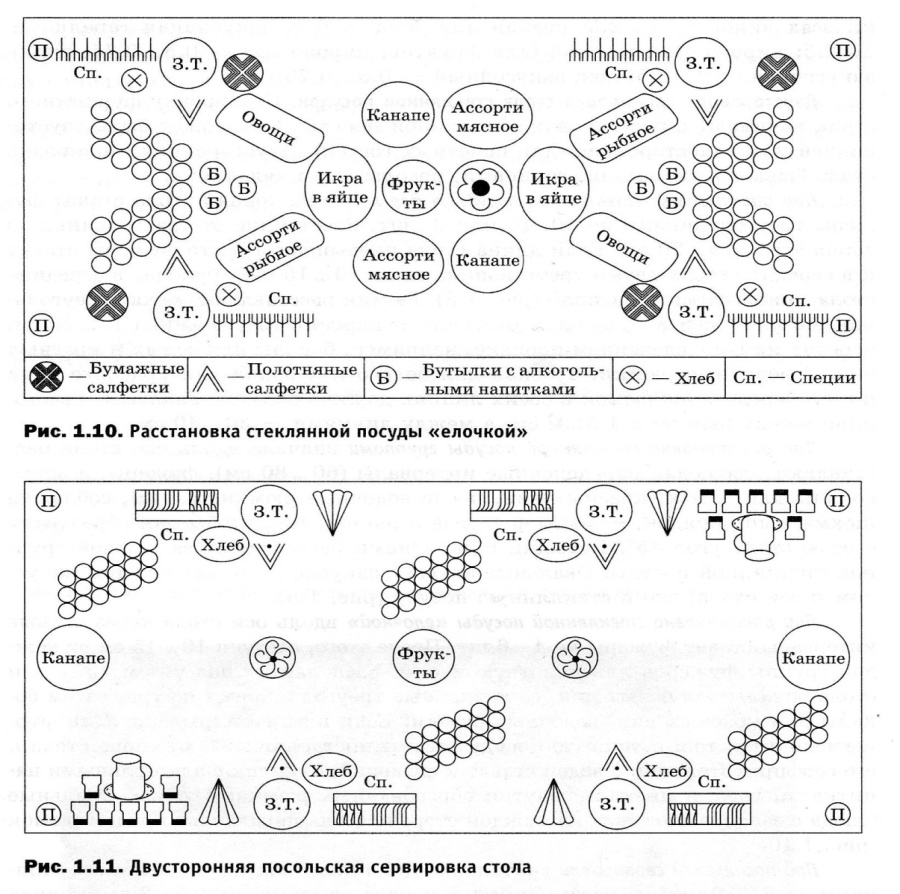 П Сп. З.Т. З.Т. Сп. П
Овощи Канапе Ассорти мясное Ассорти рыбное
Б Б Б Б Икра в яйце Фрук-ты Икра в яйце Б Б Б Б
Ассорти рыбное Ассорти мясное Канапе Овощи
П З.Т. Сп. З.Т. Сп. П
— Бумажные салфетки
— Полотняные салфетки
Б — Бутылки с алкоголь-ными напитками
— Хлеб
Сп. — Специи
Рис. 1.10. Расстановка стеклянной посуды «елочкой»
П З.Т. З.Т. П
Сп. Хлеб Сп. Хлеб
Канапе Фрук-ты Канапе
Хлеб Сп. Хлеб Сп.
П З.Т. З.Т. П
Рис. 1.11. Двусторонняя посольская сервировка стола